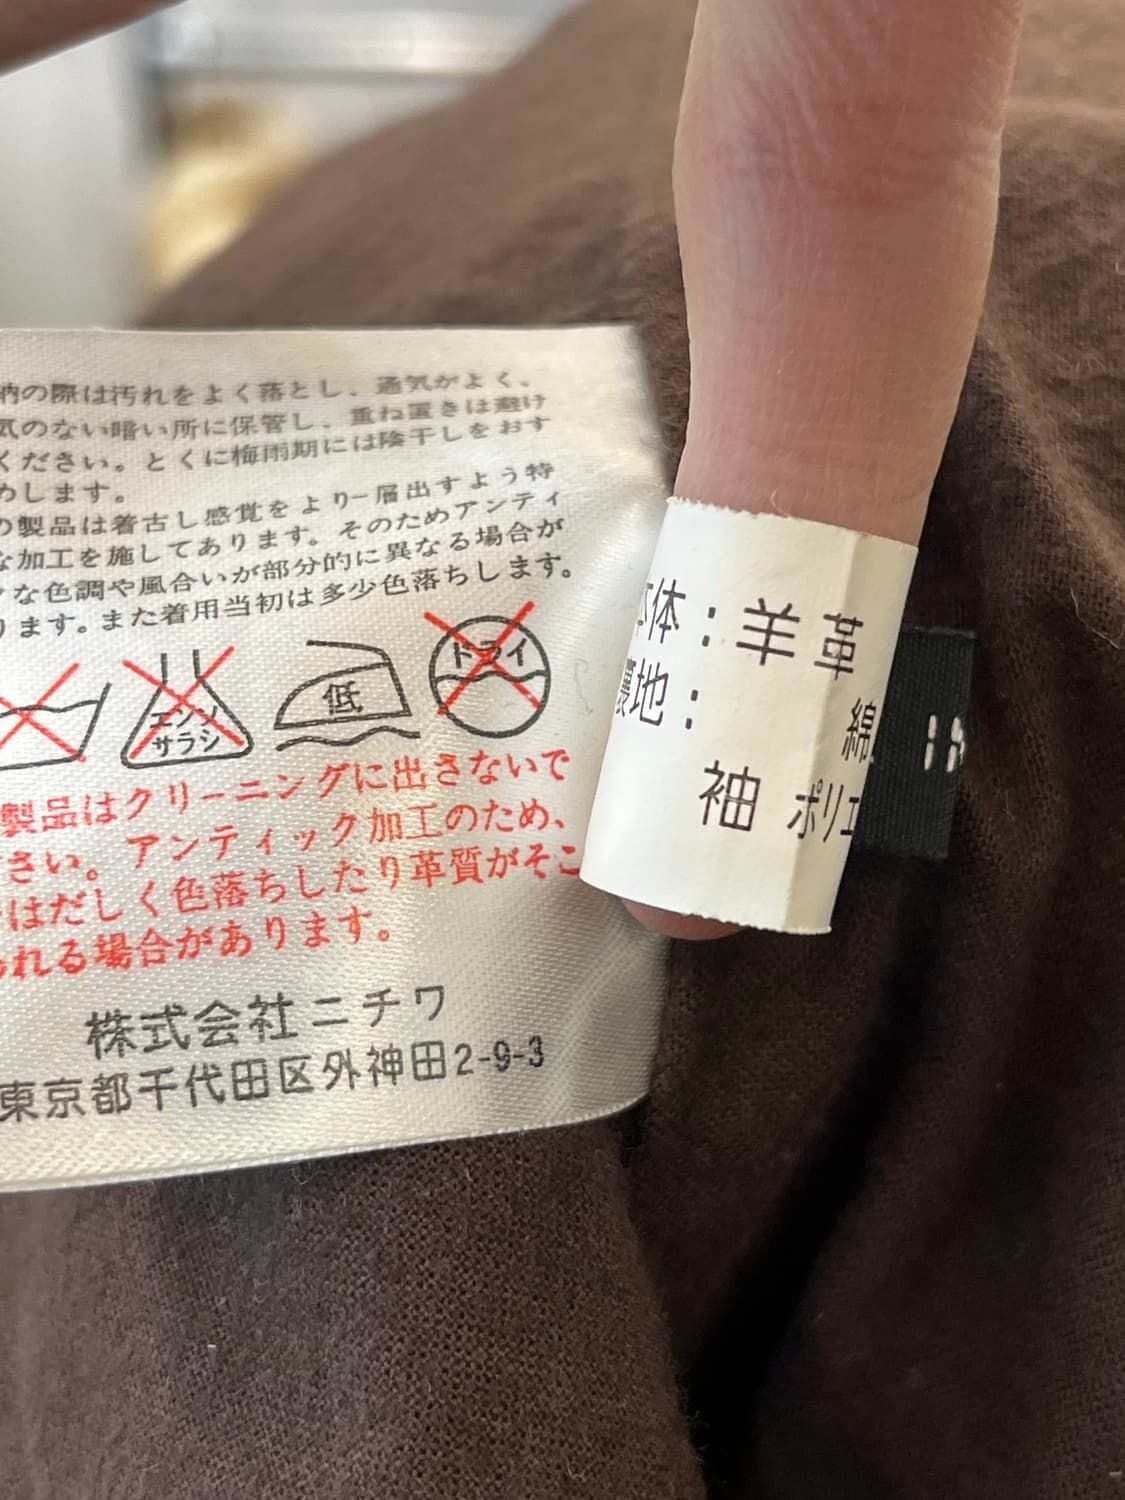 納の際は汚れをよく落とし、通気がよく、
気のない暗い所に保管し、重ね置きは避け
ください。とくに梅雨期には陰干しをおす
めします。
の製品は着古し感覚をより一層出すよう特
な加工を施してあります。そのためアンティ
クな色調や風合いが部分的に異なる場合が
ります。また着用当初は多少色落ちします。
エンソ
サラシ
低
ドライ
製品はクリーニングに出さないで
さい。アンティック加工のため、
はだしく色落ちしたり革質がそこ
われる場合があります。
株式会社ニチワ
東京都千代田区外神田2-9-3
本体：羊革
裏地：
綿
袖 ポリエ